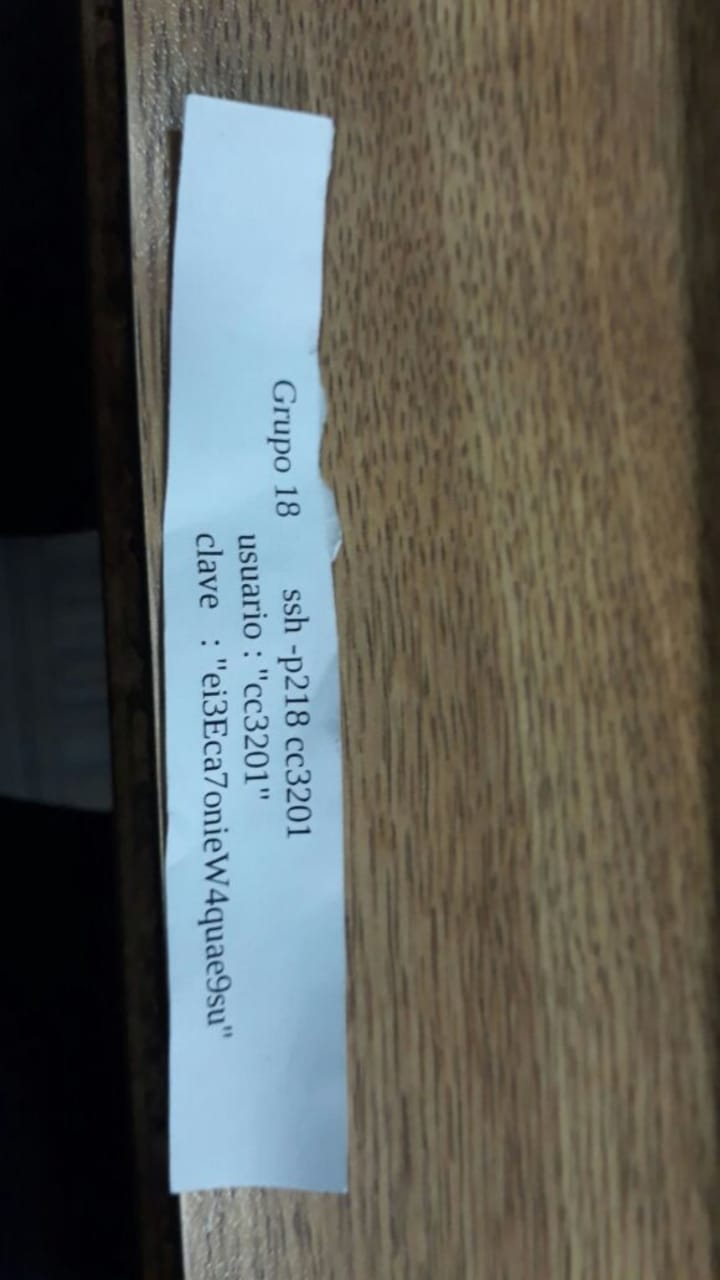 Grupo 18 ssh -p218 cc3201
usuario : "cc3201"
clave : "ei3Eca7onieW4quae9su"